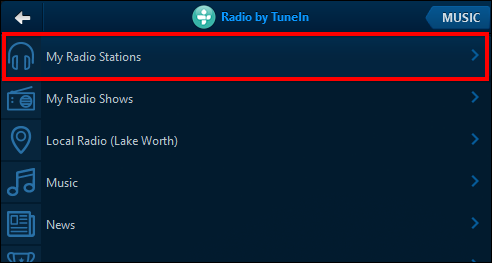 Radio by TuneIn
MUSIC
My Radio Stations
My Radio Shows
Local Radio (Lake Worth)
Music
News